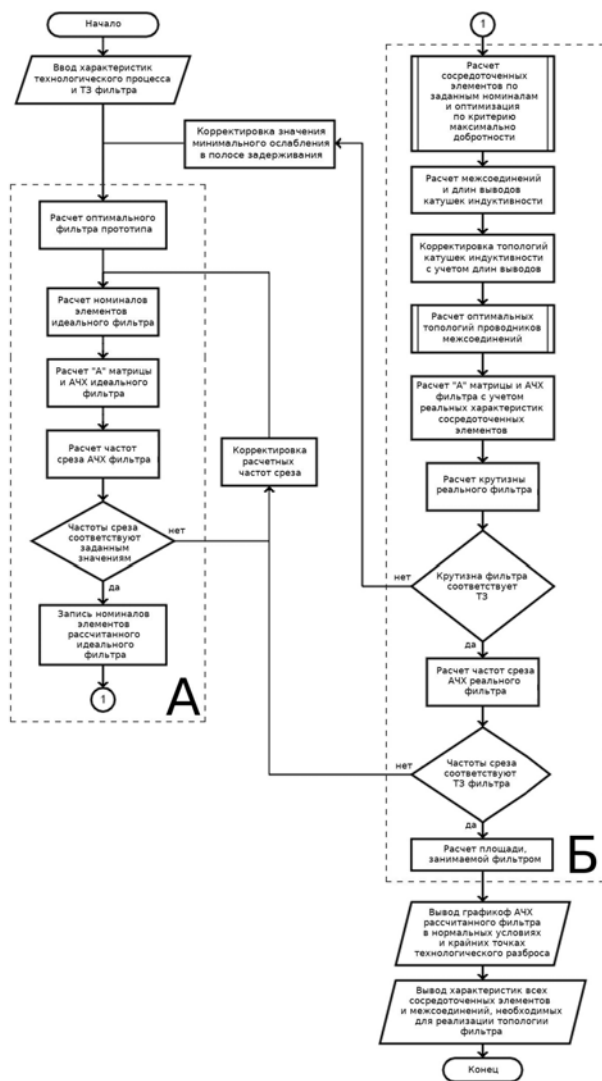 Начало
Ввод характеристик
технологического процесса
и ТЗ фильтра
Корректировка значения
минимального ослабления
в полосе задерживания
Расчет оптимального
фильтра прототипа
Расчет номиналов
элементов
идеального фильтра
Расчет "А" матрицы
и АЧХ идеального
фильтра
Расчет частот
среза АЧХ фильтра
Корректировка
расчетных
частот среза
Частоты среза
соответствуют
заданным
значениям
нет
да
Запись номиналов
элементов
рассчитанного
идеального
фильтра
1
А
1
Расчет
сосредоточенных
элементов по
заданным номиналам
и оптимизация
по критерию
максимально
добротности
Расчет межсоединений
и длин выводов
катушек индуктивности
Корректировка топологий
катушек индуктивности
с учетом длин выводов
Расчет оптимальных
топологий проводников
межсоединений
Расчет "А" матрицы и АЧХ
фильтра с учетом
реальных характеристик
сосредоточенных
элементов
Расчет крутизны
реального фильтра
нет
Крутизна фильтра
соответствует
ТЗ
да
Расчет частот среза
АЧХ реального
фильтра
нет
Частоты среза
соответствуют
ТЗ фильтра
да
Расчет площади,
занимаемой фильтром
Б
Вывод графикоф АЧХ
рассчитанного фильтра
в нормальных условиях
и крайних точках
технологического разброса
Вывод характеристик всех
сосредоточенных элементов
и межсоединений, необходимых
для реализации топологии
фильтра
Конец